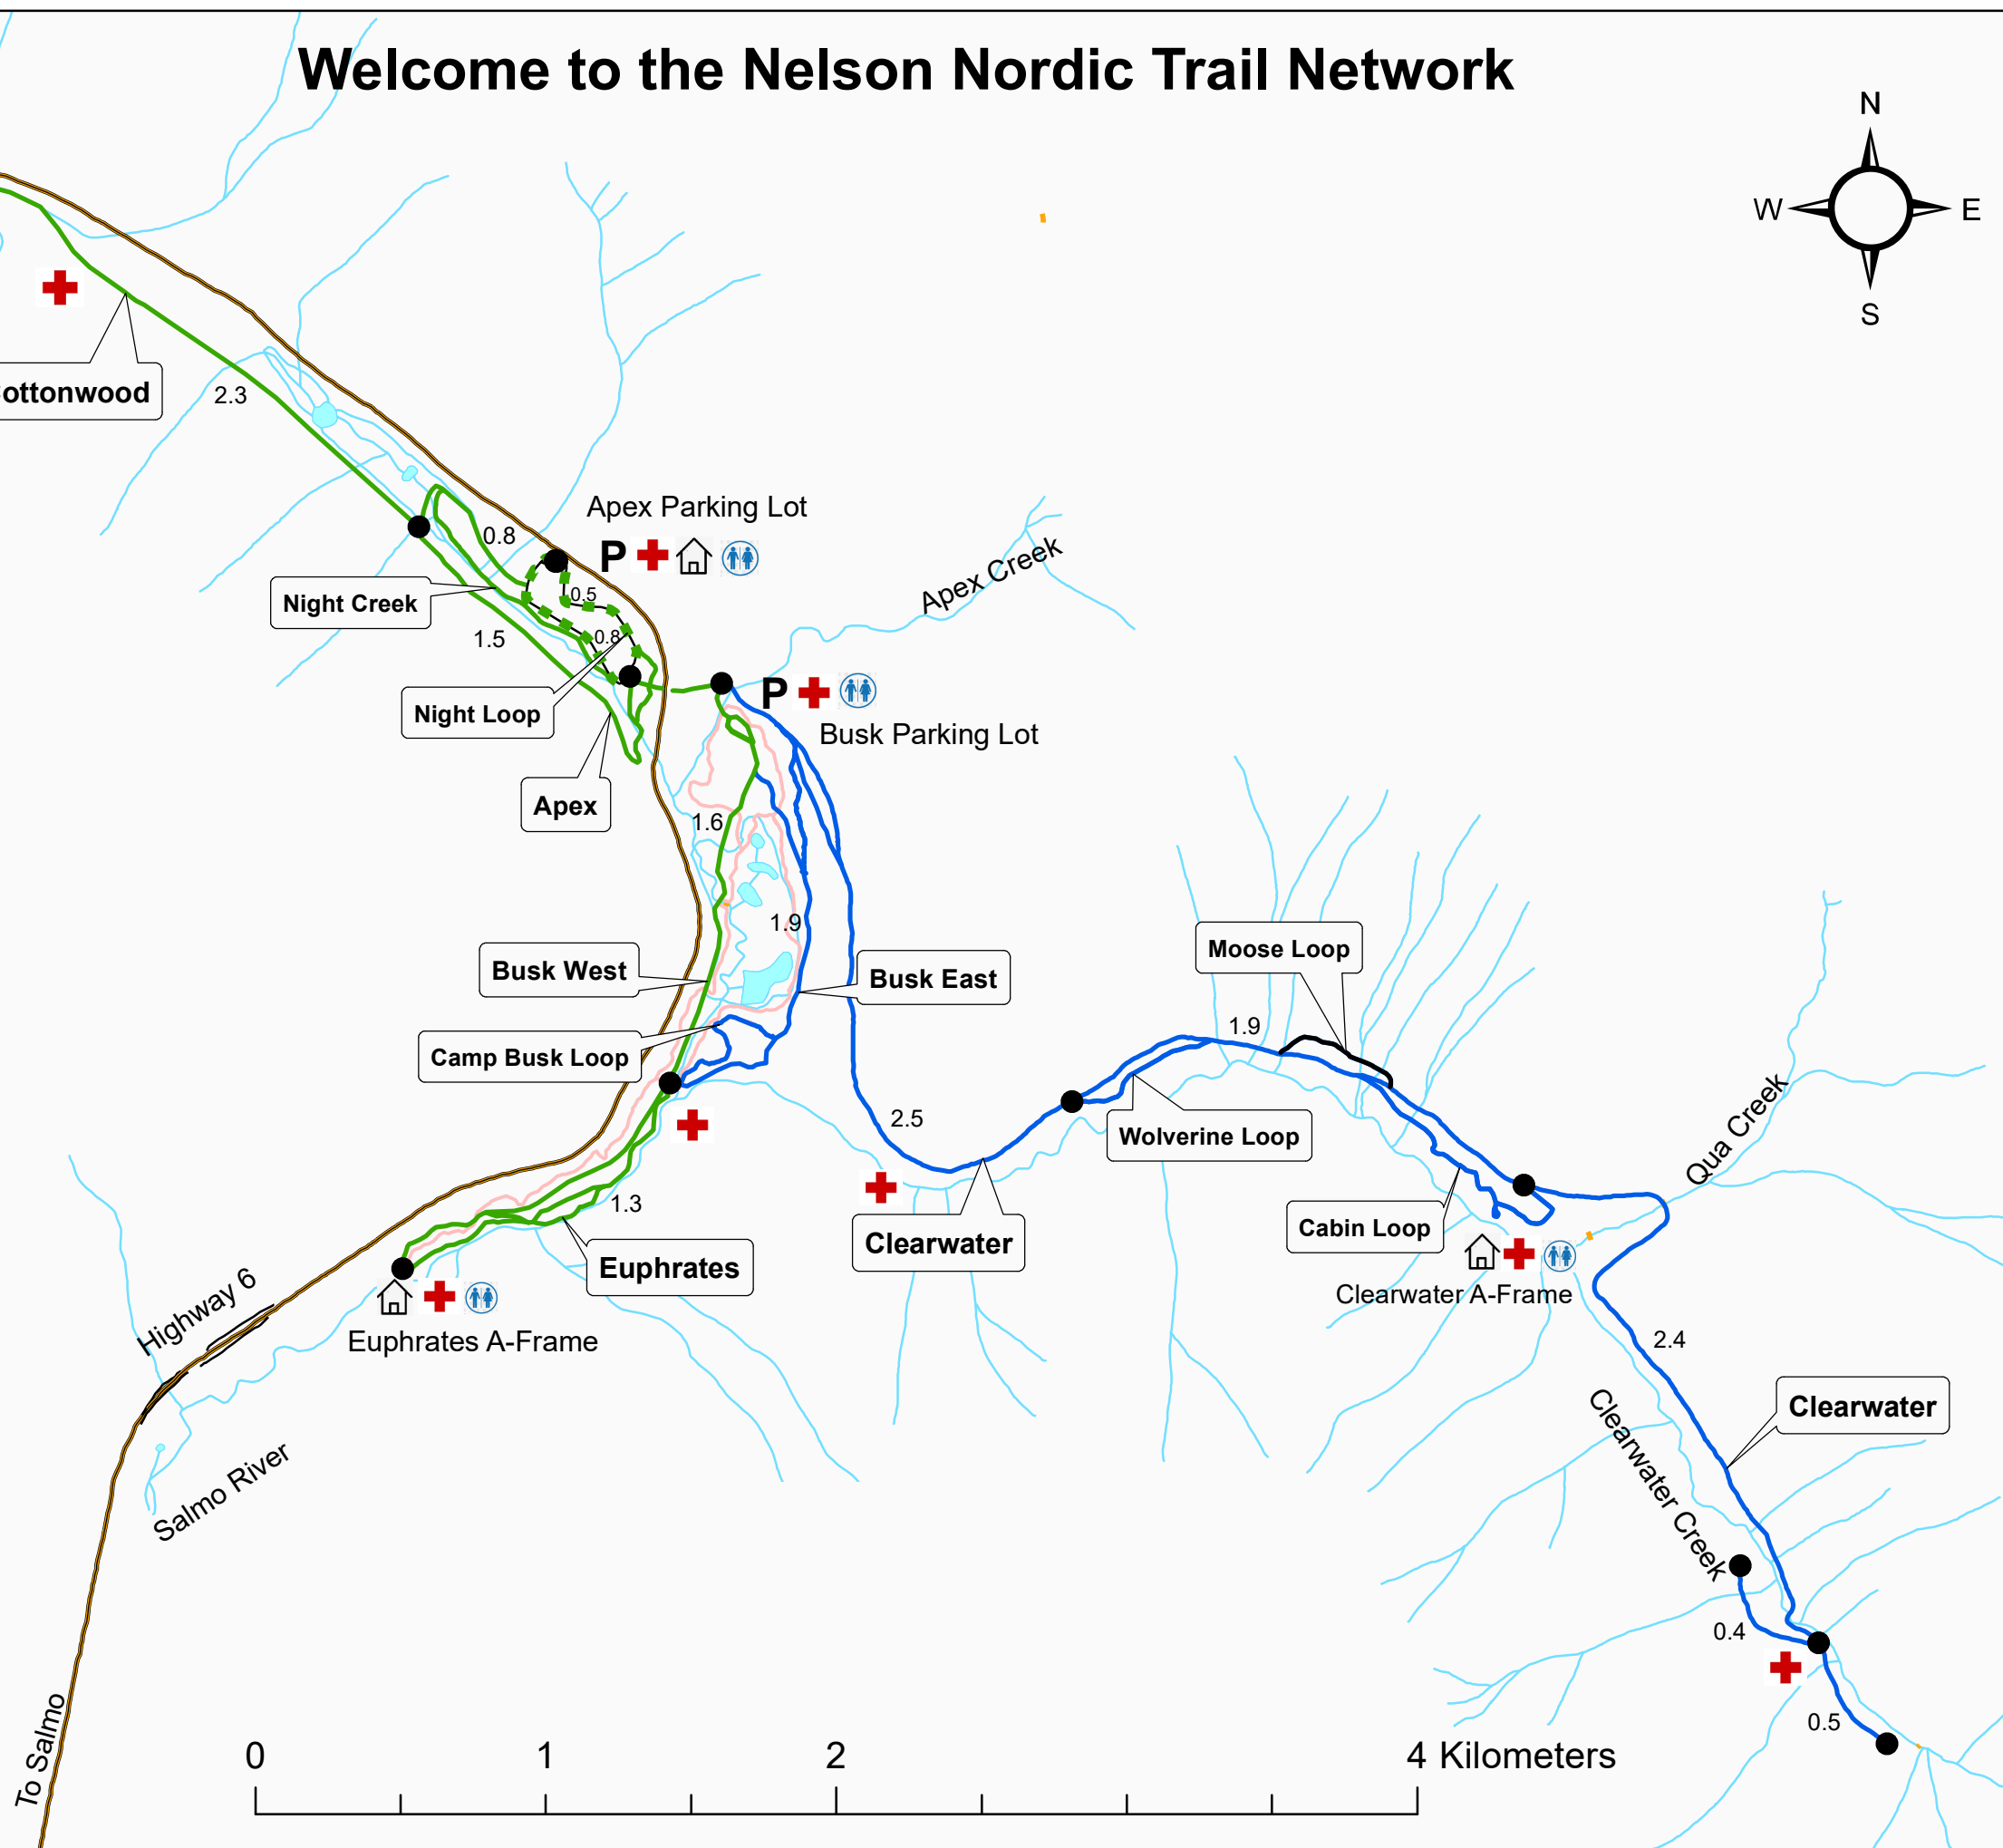 Welcome to the Nelson Nordic Trail Network
N
W
E
S
ottonwood
2.3
Apex Parking Lot
P
0.8
Apex Creek
Night Creek
0.5
1.5
0.8
P
Night Loop
Busk Parking Lot
Apex
1.6
1.9
Moose Loop
Busk West
Busk East
1.9
Camp Busk Loop
2.5
Qua Creek
Wolverine Loop
1.3
Cabin Loop
Clearwater
Euphrates
Clearwater A-Frame
Highway 6
Euphrates A-Frame
2.4
Clearwater
Clearwater Creek
Salmo River
0.4
To Salmo
0.5
0
1
2
4 Kilometers